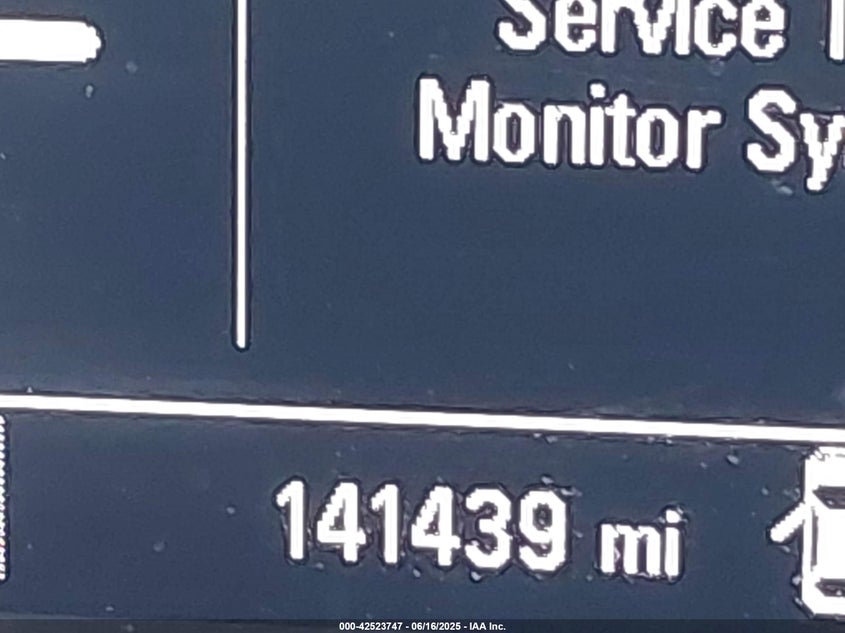 Service
Monitor
141439 mi
000-42523747 - 06/16/2025 - IAA Inc.